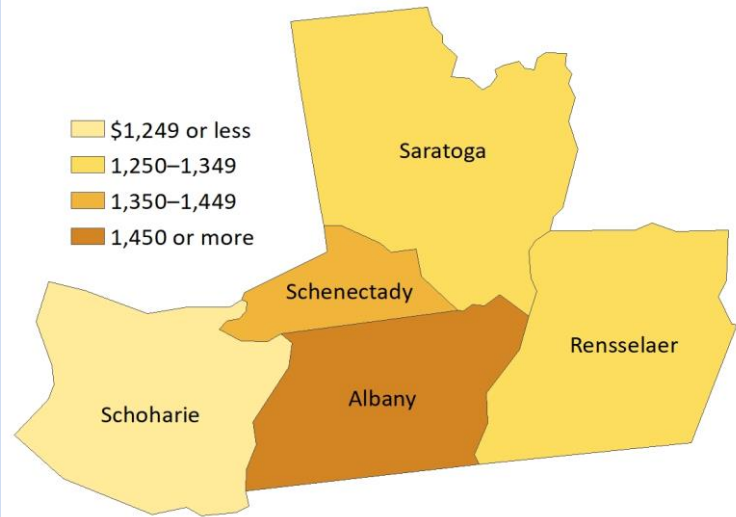 $1,249 or less
1,250–1,349
1,350–1,449
1,450 or more
Saratoga
Schenectady
Rensselaer
Albany
Schoharie